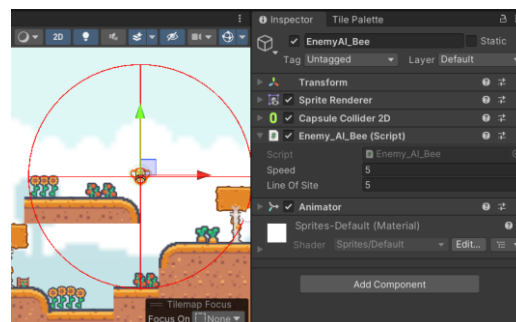 Inspector
Tile Palette
2D
EnemyAI_Bee
Static
Tag Untagged
Layer Default
Transform
Sprite Renderer
Capsule Collider 2D
Enemy_AI_Bee (Script)
Script
Enemy_AI_Bee
Speed
5
Line Of Site
5
Animator
Sprites-Default (Material)
Shader
Sprites/Default
Edit...
Add Component
Tilemap Focus
Focus On
None